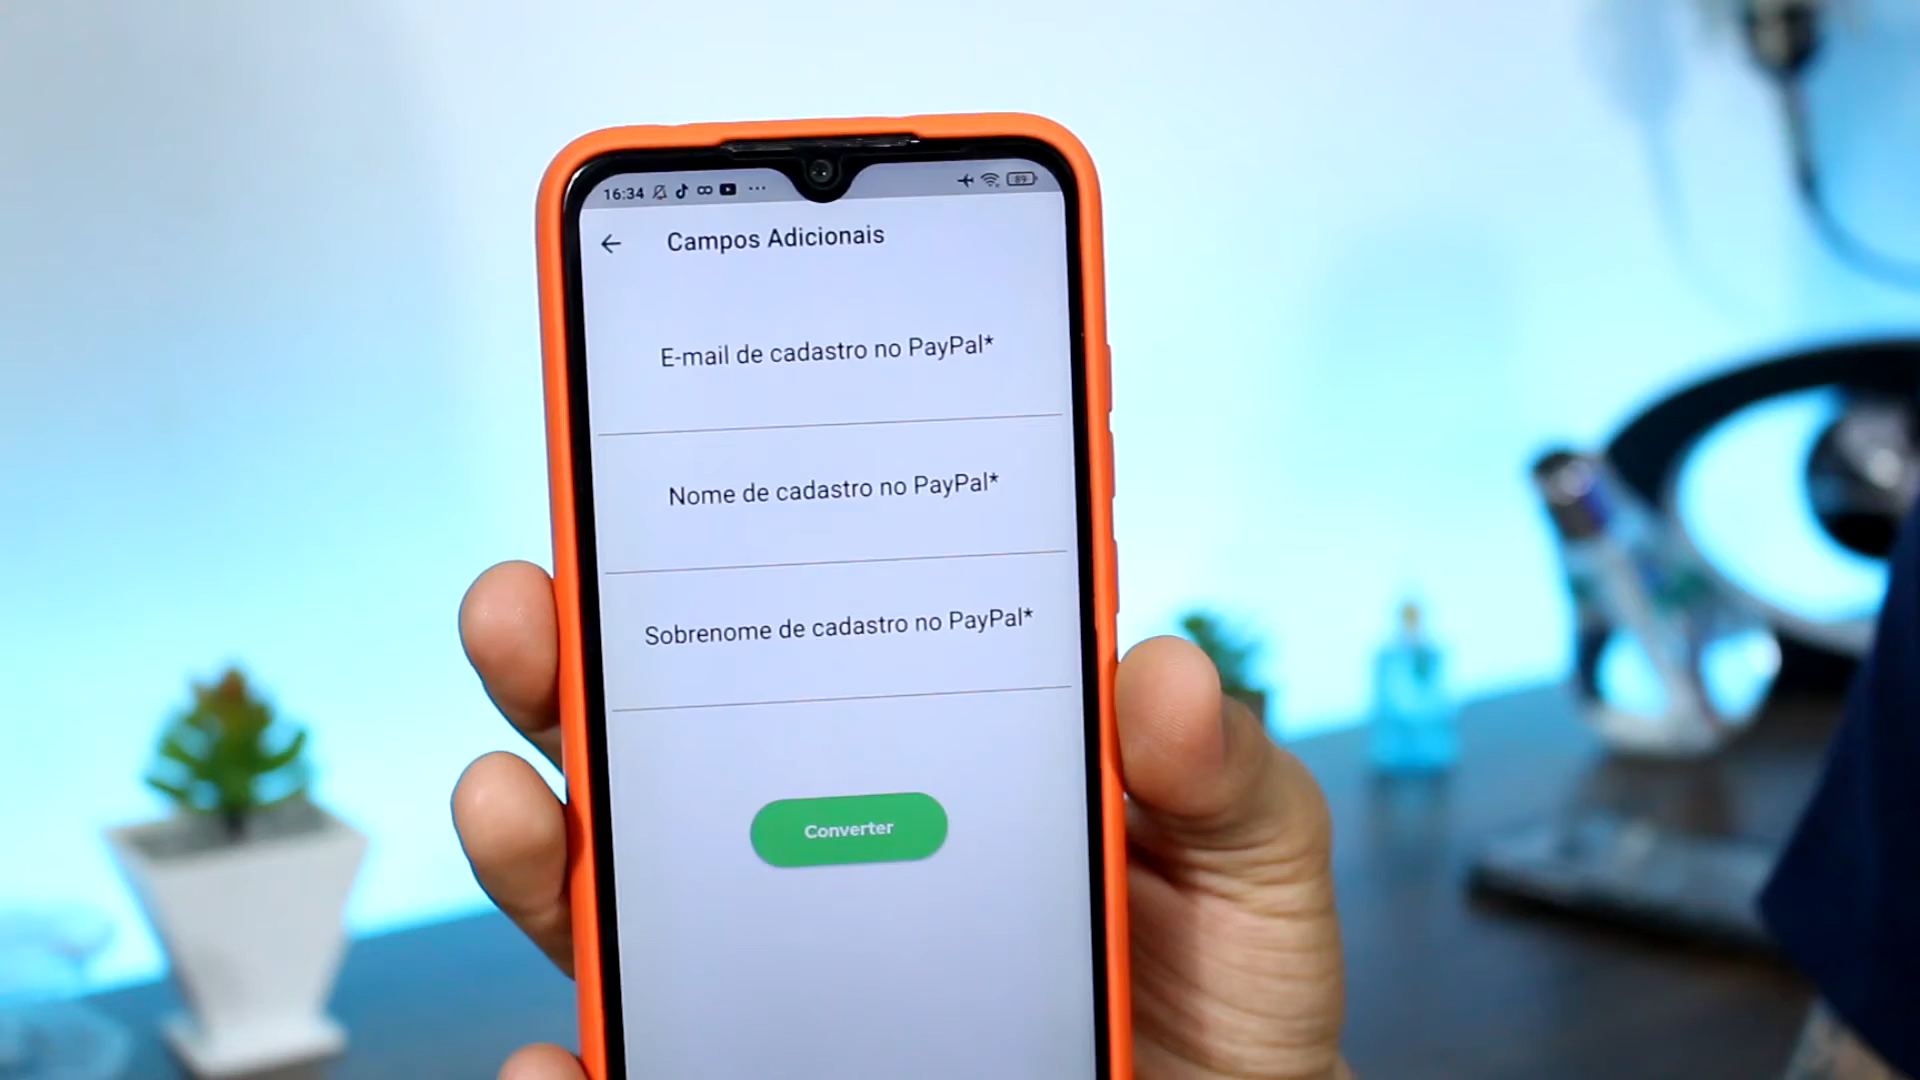 16:34
89
Campos Adicionais
E-mail de cadastro no PayPal*
Nome de cadastro no PayPal*
Sobrenome de cadastro no PayPal*
Converter